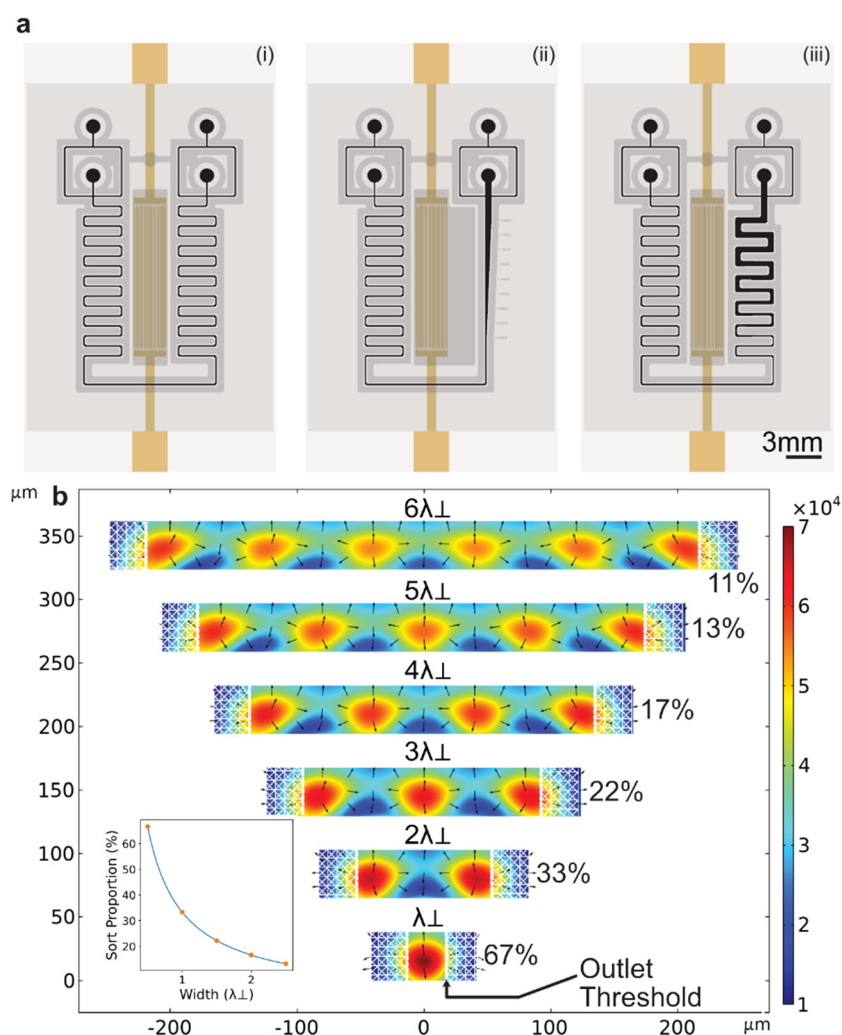 a
(i)
(ii)
(iii)
3mm
μm
b
×10⁴
6λ⊥
11%
5λ⊥
13%
4λ⊥
17%
3λ⊥
22%
2λ⊥
33%
λ⊥
67%
Outlet
Threshold
350
300
250
200
150
100
50
0
-200
-100
0
100
200
μm
7
6
5
4
3
2
1
Sort Proportion (%)
60
50
40
30
20
1
2
Width (λ⊥)